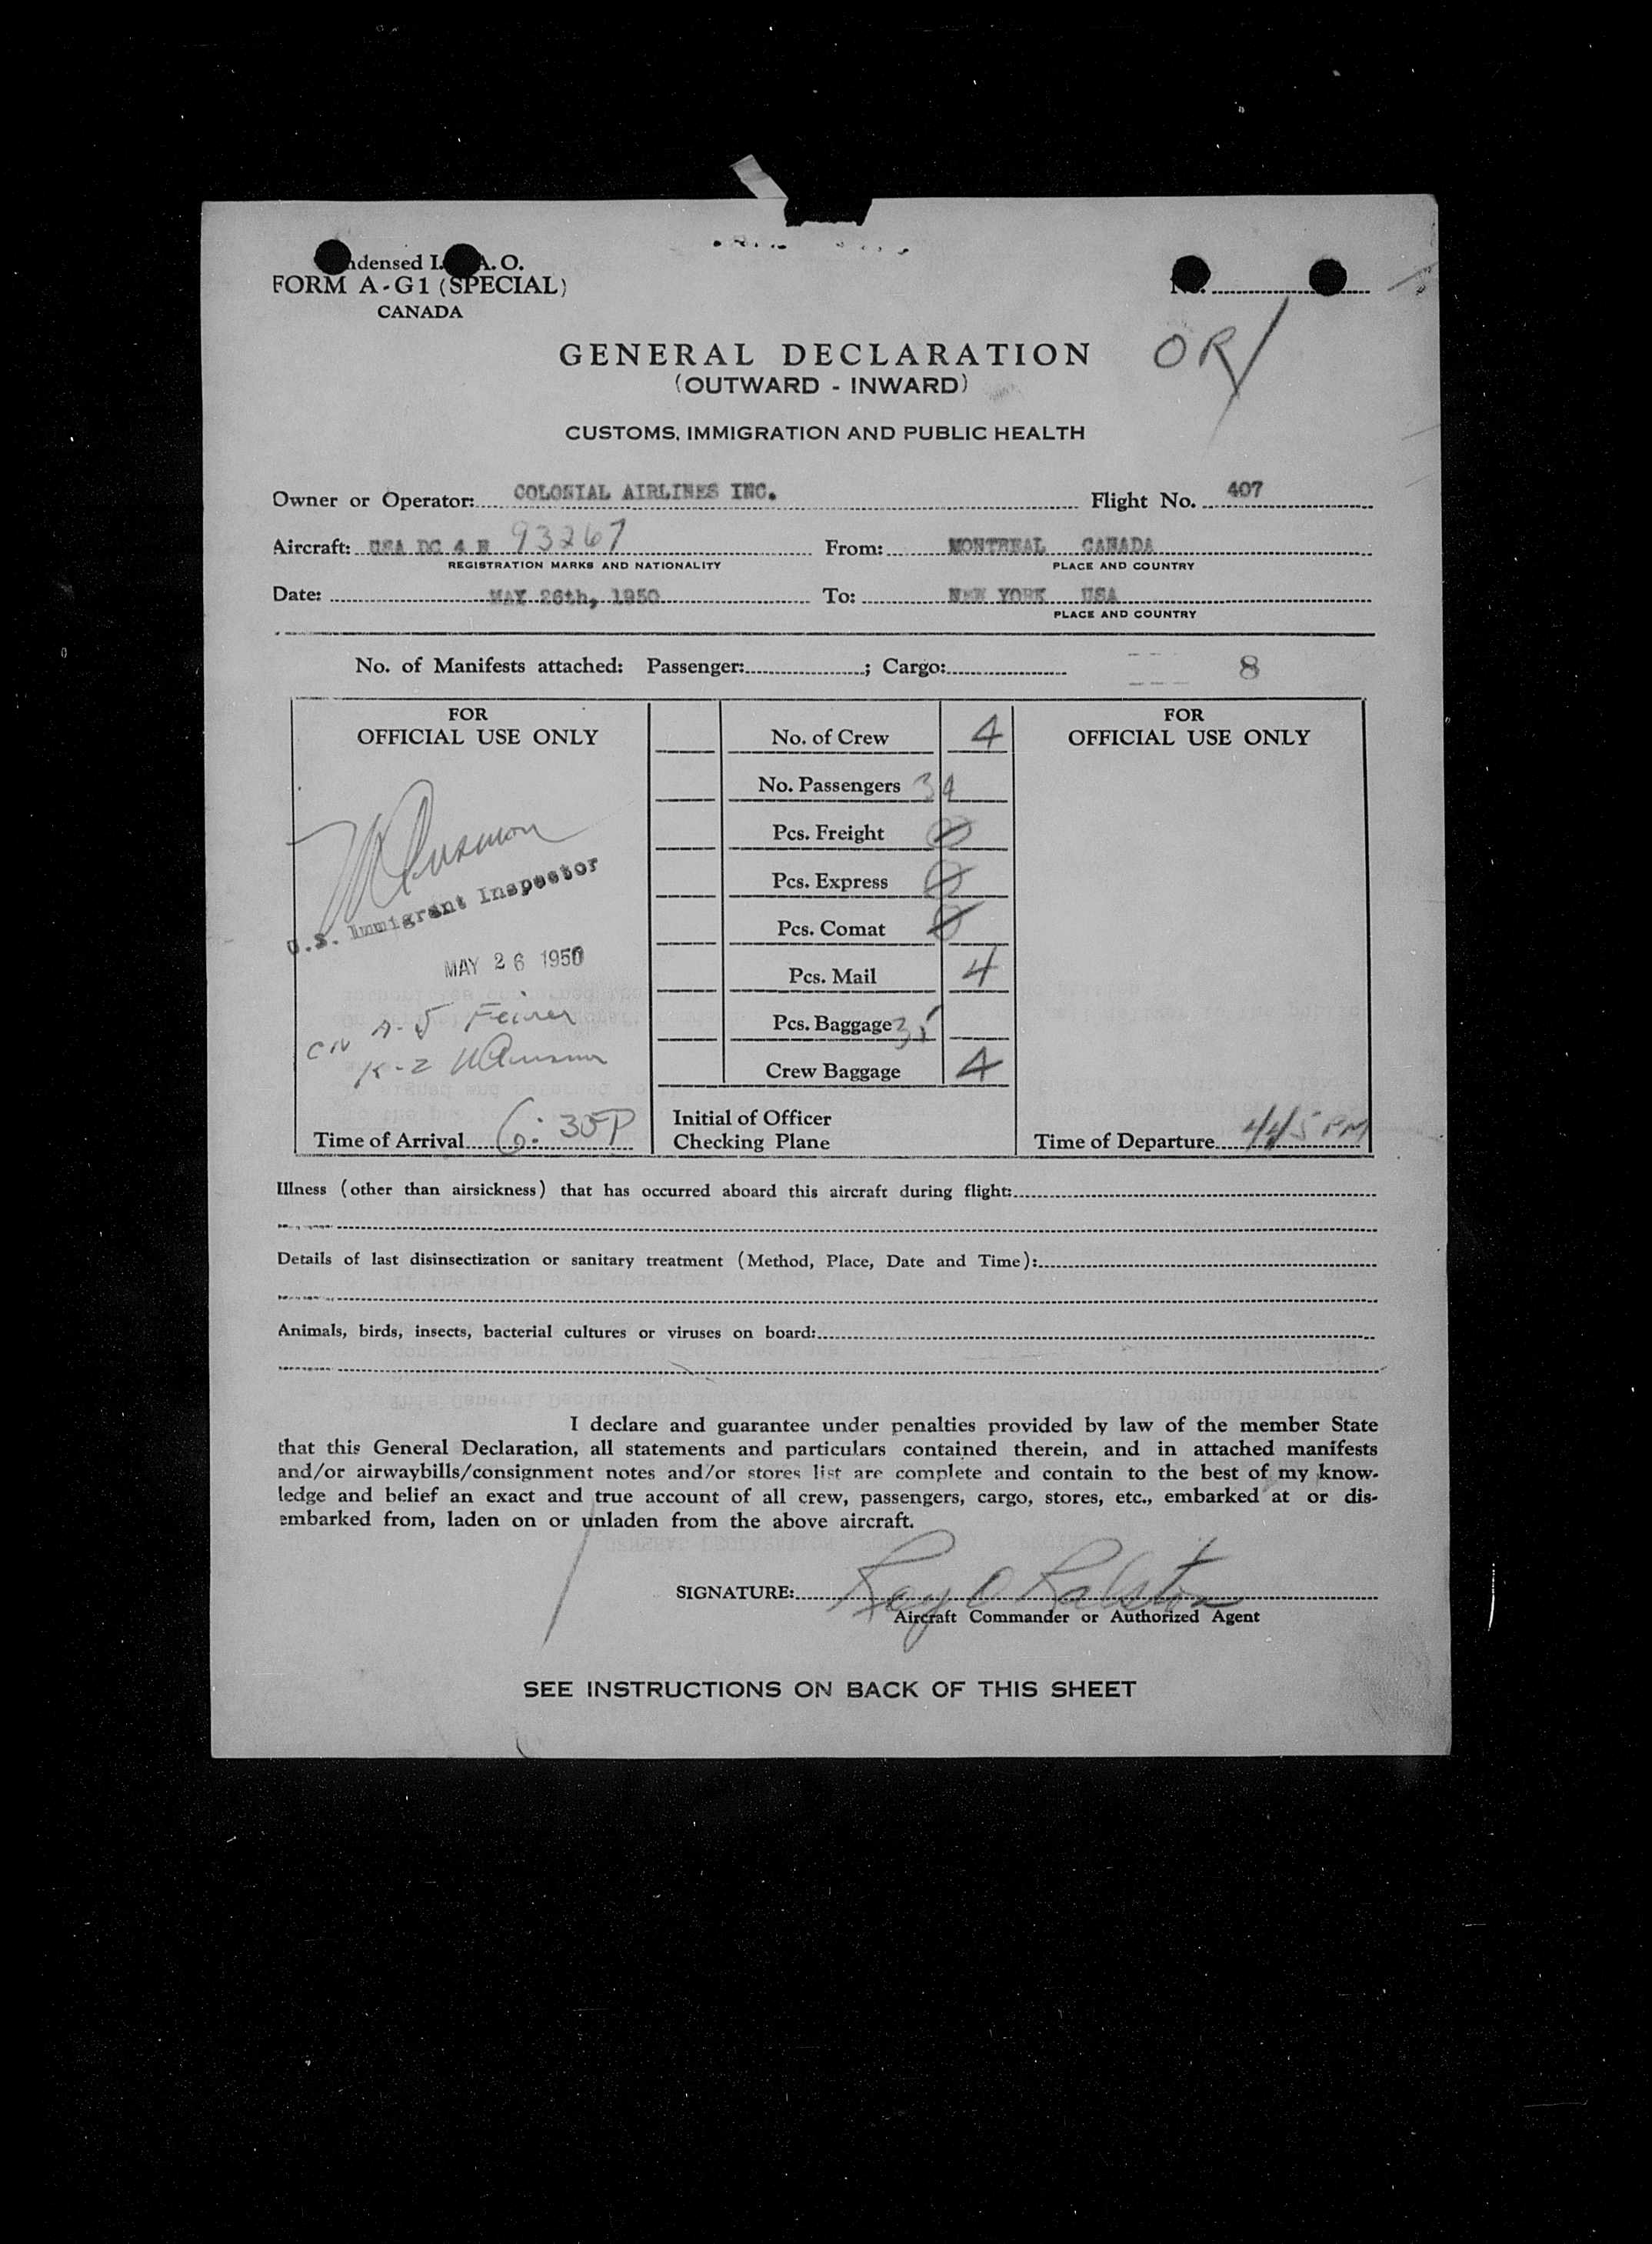 FORM A-G1 (SPECIAL)
CANADA
OR
GENERAL DECLARATION
(OUTWARD - INWARD)
CUSTOMS, IMMIGRATION AND PUBLIC HEALTH
Owner or Operator: COLONIAL AIRLINES INC. Flight No. 407
Aircraft: USA DC 4 N 93267 From: MONTREAL CANADA
REGISTRATION MARKS AND NATIONALITY PLACE AND COUNTRY
Date: MAY 26th, 1950 To: NEW YORK USA
PLACE AND COUNTRY
No. of Manifests attached: Passenger: ; Cargo: 8
FOR
OFFICIAL USE ONLY
U.S. Immigrant Inspector
MAY 26 1950
Time of Arrival 6:35P
No. of Crew 4
No. Passengers 34
Pcs. Freight 0
Pcs. Express 0
Pcs. Comat 0
Pcs. Mail 4
Pcs. Baggage 35
Crew Baggage 4
Initial of Officer
Checking Plane
FOR
OFFICIAL USE ONLY
Time of Departure 445 PM
Illness (other than airsickness) that has occurred aboard this aircraft during flight:
Details of last disinsectization or sanitary treatment (Method, Place, Date and Time):
Animals, birds, insects, bacterial cultures or viruses on board:
I declare and guarantee under penalties provided by law of the member State
that this General Declaration, all statements and particulars contained therein, and in attached manifests
and/or airwaybills/consignment notes and/or stores list are complete and contain to the best of my know-
ledge and belief an exact and true account of all crew, passengers, cargo, stores, etc., embarked at or dis-
embarked from, laden on or unladen from the above aircraft.
SIGNATURE: Ray O Ralston
Aircraft Commander or Authorized Agent
SEE INSTRUCTIONS ON BACK OF THIS SHEET